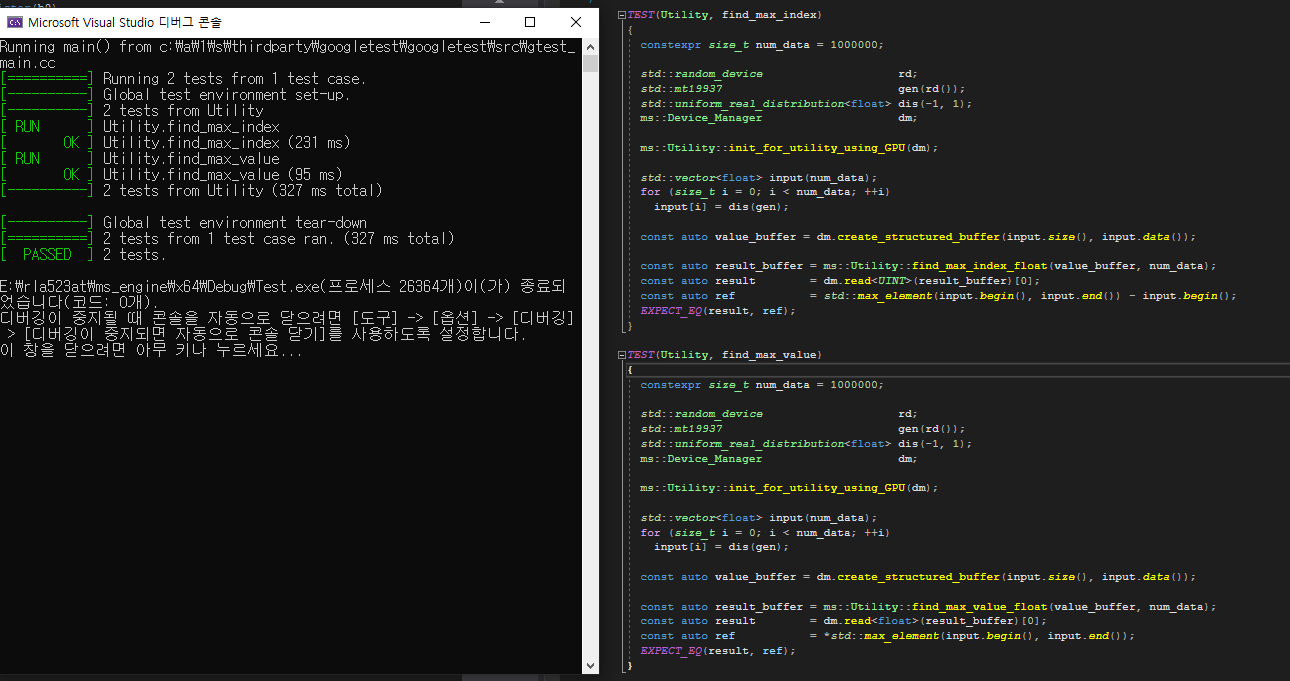 Microsoft Visual Studio 디버그 콘솔
Running main() from c:\a\1\s\thirdparty\googletest\googletest\src\gtest_
main.cc
[==========] Running 2 tests from 1 test case.
[----------] Global test environment set-up.
[----------] 2 tests from Utility
[ RUN      ] Utility.find_max_index
[       OK ] Utility.find_max_index (231 ms)
[ RUN      ] Utility.find_max_value
[       OK ] Utility.find_max_value (95 ms)
[----------] 2 tests from Utility (327 ms total)
[----------] Global test environment tear-down
[==========] 2 tests from 1 test case ran. (327 ms total)
[  PASSED  ] 2 tests.
E:\rla523at\ms_engine\x64\Debug\Test.exe(프로세스 26364개)이(가) 종료되
었습니다(코드: 0개).
디버깅이 중지될 때 콘솔을 자동으로 닫으려면 [도구] -> [옵션] -> [디버깅]
> [디버깅이 중지되면 자동으로 콘솔 닫기]를 사용하도록 설정합니다.
이 창을 닫으려면 아무 키나 누르세요...
TEST(Utility, find_max_index)
{
constexpr size_t num_data = 1000000;
std::random_device rd;
std::mt19937 gen(rd());
std::uniform_real_distribution<float> dis(-1, 1);
ms::Device_Manager dm;
ms::Utility::init_for_utility_using_GPU(dm);
std::vector<float> input(num_data);
for (size_t i = 0; i < num_data; ++i)
input[i] = dis(gen);
const auto value_buffer = dm.create_structured_buffer(input.size(), input.data());
const auto result_buffer = ms::Utility::find_max_index_float(value_buffer, num_data);
const auto result = dm.read<UINT>(result_buffer)[0];
const auto ref = std::max_element(input.begin(), input.end()) - input.begin();
EXPECT_EQ(result, ref);
}
TEST(Utility, find_max_value)
{
constexpr size_t num_data = 1000000;
std::random_device rd;
std::mt19937 gen(rd());
std::uniform_real_distribution<float> dis(-1, 1);
ms::Device_Manager dm;
ms::Utility::init_for_utility_using_GPU(dm);
std::vector<float> input(num_data);
for (size_t i = 0; i < num_data; ++i)
input[i] = dis(gen);
const auto value_buffer = dm.create_structured_buffer(input.size(), input.data());
const auto result_buffer = ms::Utility::find_max_value_float(value_buffer, num_data);
const auto result = dm.read<float>(result_buffer)[0];
const auto ref = *std::max_element(input.begin(), input.end());
EXPECT_EQ(result, ref);
}